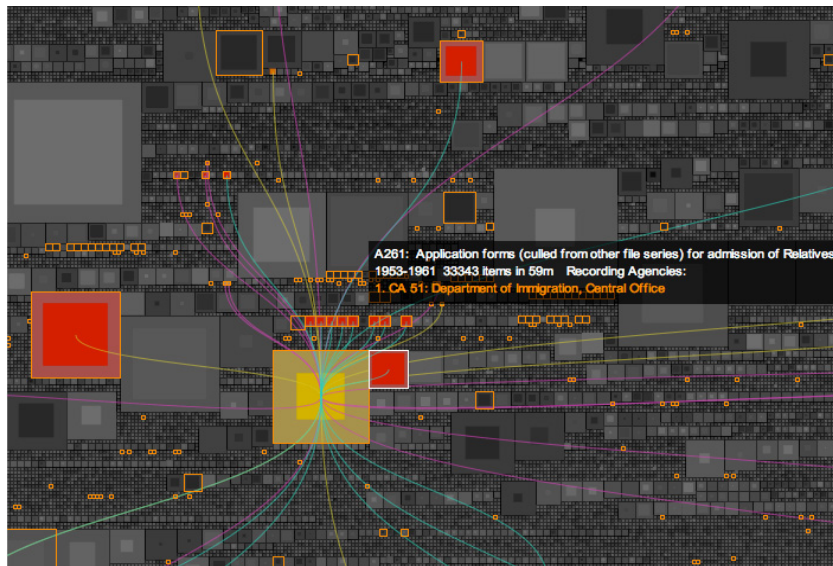 A261: Application forms (culled from other file series) for admission of Relatives
1953-1961 33343 items in 59m Recording Agencies:
1. CA 51: Department of Immigration, Central Office